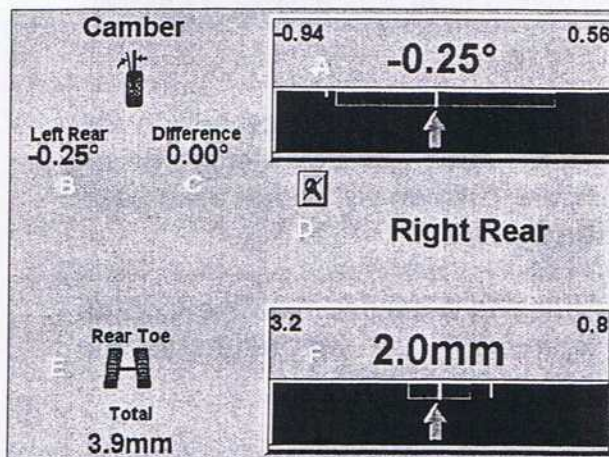 Camber
-0.94
0.56
-0.25°
A
Left Rear
-0.25°
Difference
0.00°
B
C
D
Right Rear
3.2
0.8
Rear Toe
E
F
2.0mm
Total
3.9mm